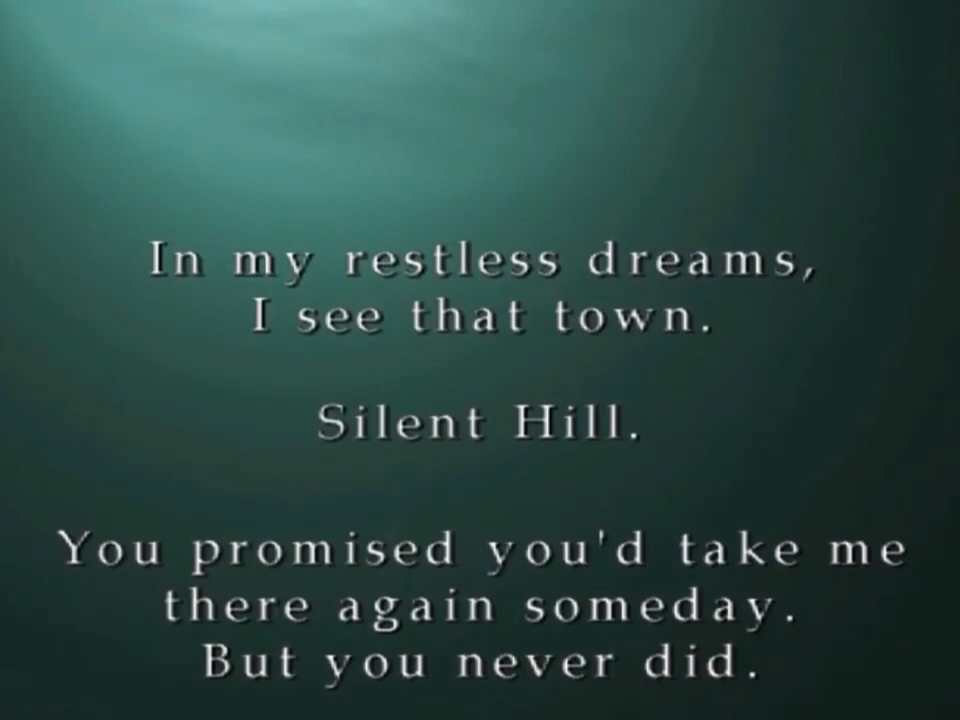 In my restless dreams,
I see that town.
Silent Hill.
You promised you'd take me
there again someday.
But you never did.